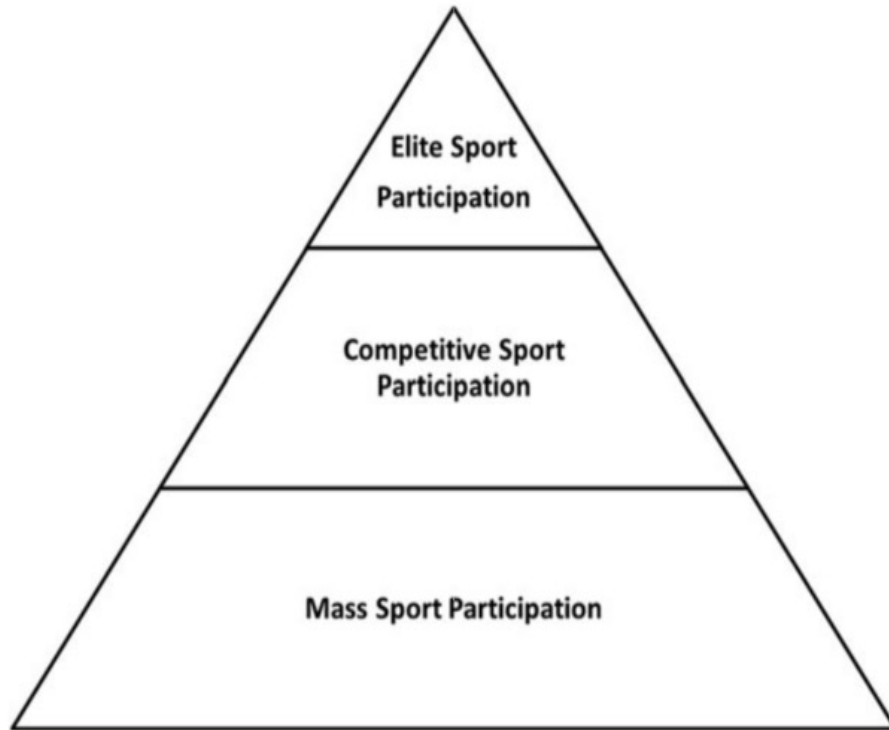 Elite Sport
Participation
Competitive Sport
Participation
Mass Sport Participation